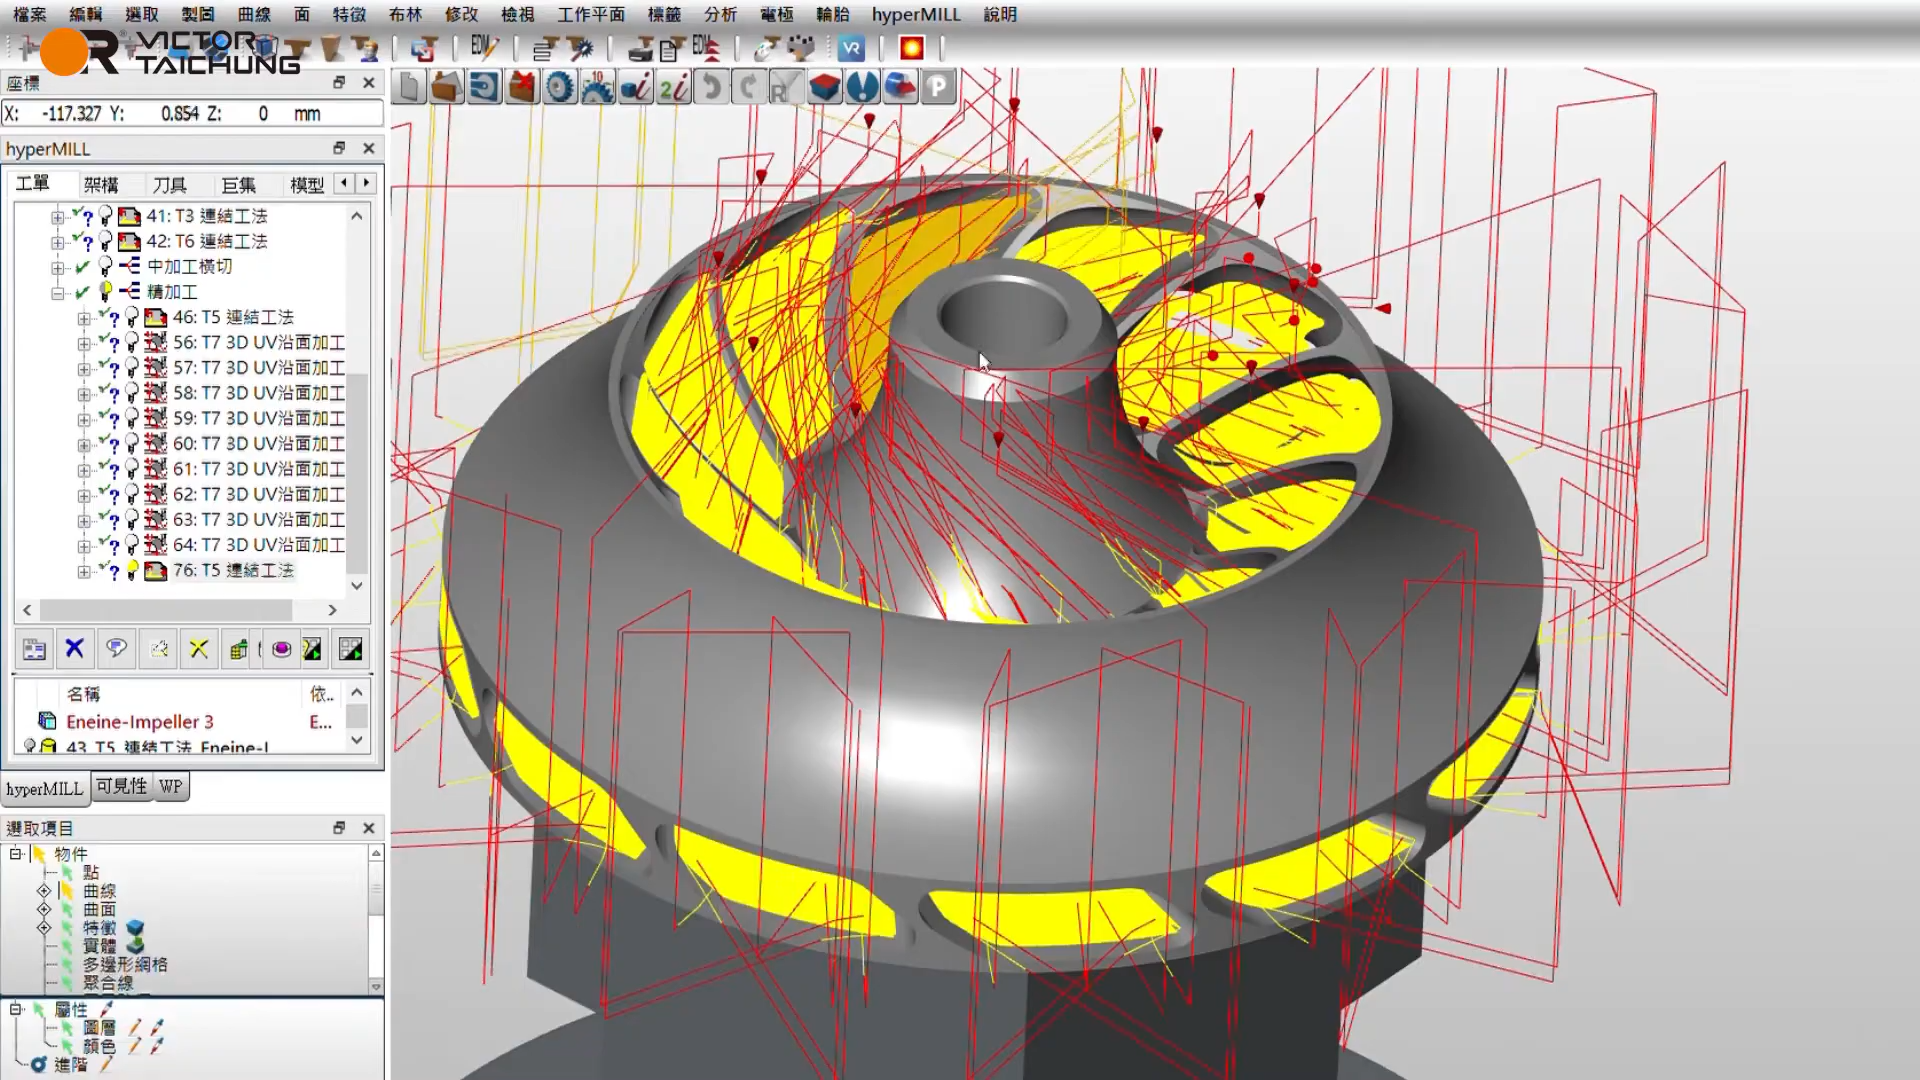 檔案 編輯 選取 製圖 曲線 面 特徵 布林 修改 檢視 工作平面 標籤 分析 電極 輪胎 hyperMILL 說明
VICTOR
TAICHUNG
座標
X: -117.327 Y: 0.854 Z: 0 mm
hyperMILL
工單 架構 刀具 巨集 模型
41: T3 連結工法
42: T6 連結工法
中加工橫切
精加工
46: T5 連結工法
56: T7 3D UV沿面加工
57: T7 3D UV沿面加工
58: T7 3D UV沿面加工
59: T7 3D UV沿面加工
60: T7 3D UV沿面加工
61: T7 3D UV沿面加工
62: T7 3D UV沿面加工
63: T7 3D UV沿面加工
64: T7 3D UV沿面加工
76: T5 連結工法
名稱 依..
Eneine-Impeller 3 E...
43 T5 連結工法 Eneine-I
hyperMILL 可見性 WP
選取項目
物件
點
曲線
曲面
特徵
實體
多邊形網格
聚合線
屬性
圖層
顏色
進階